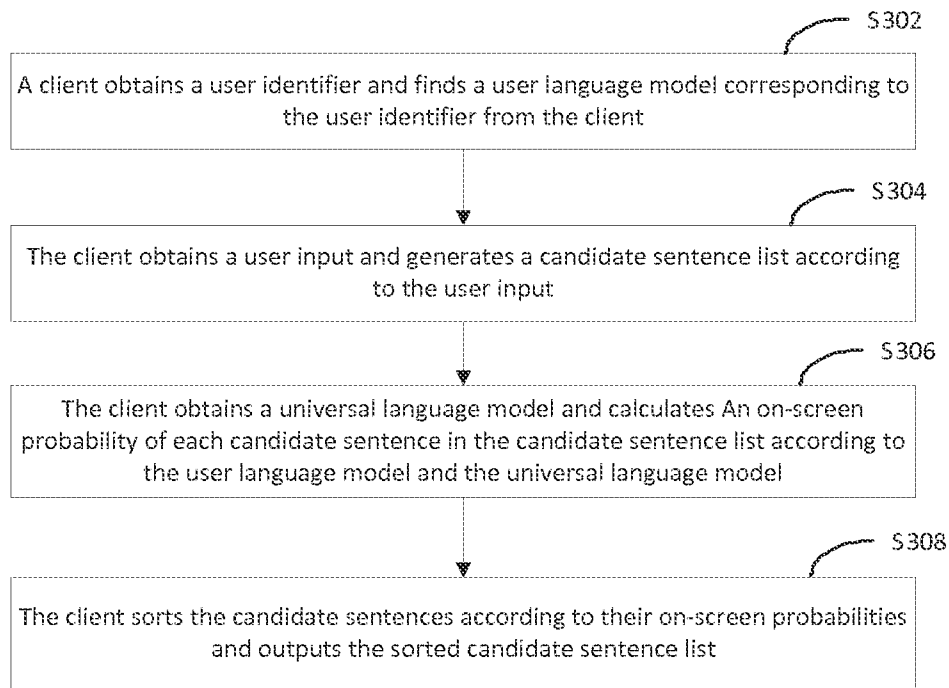 S302
A client obtains a user identifier and finds a user language model corresponding to
the user identifier from the client
S304
The client obtains a user input and generates a candidate sentence list according
to the user input
S306
The client obtains a universal language model and calculates An on-screen
probability of each candidate sentence in the candidate sentence list according to
the user language model and the universal language model
S308
The client sorts the candidate sentences according to their on-screen probabilities
and outputs the sorted candidate sentence list